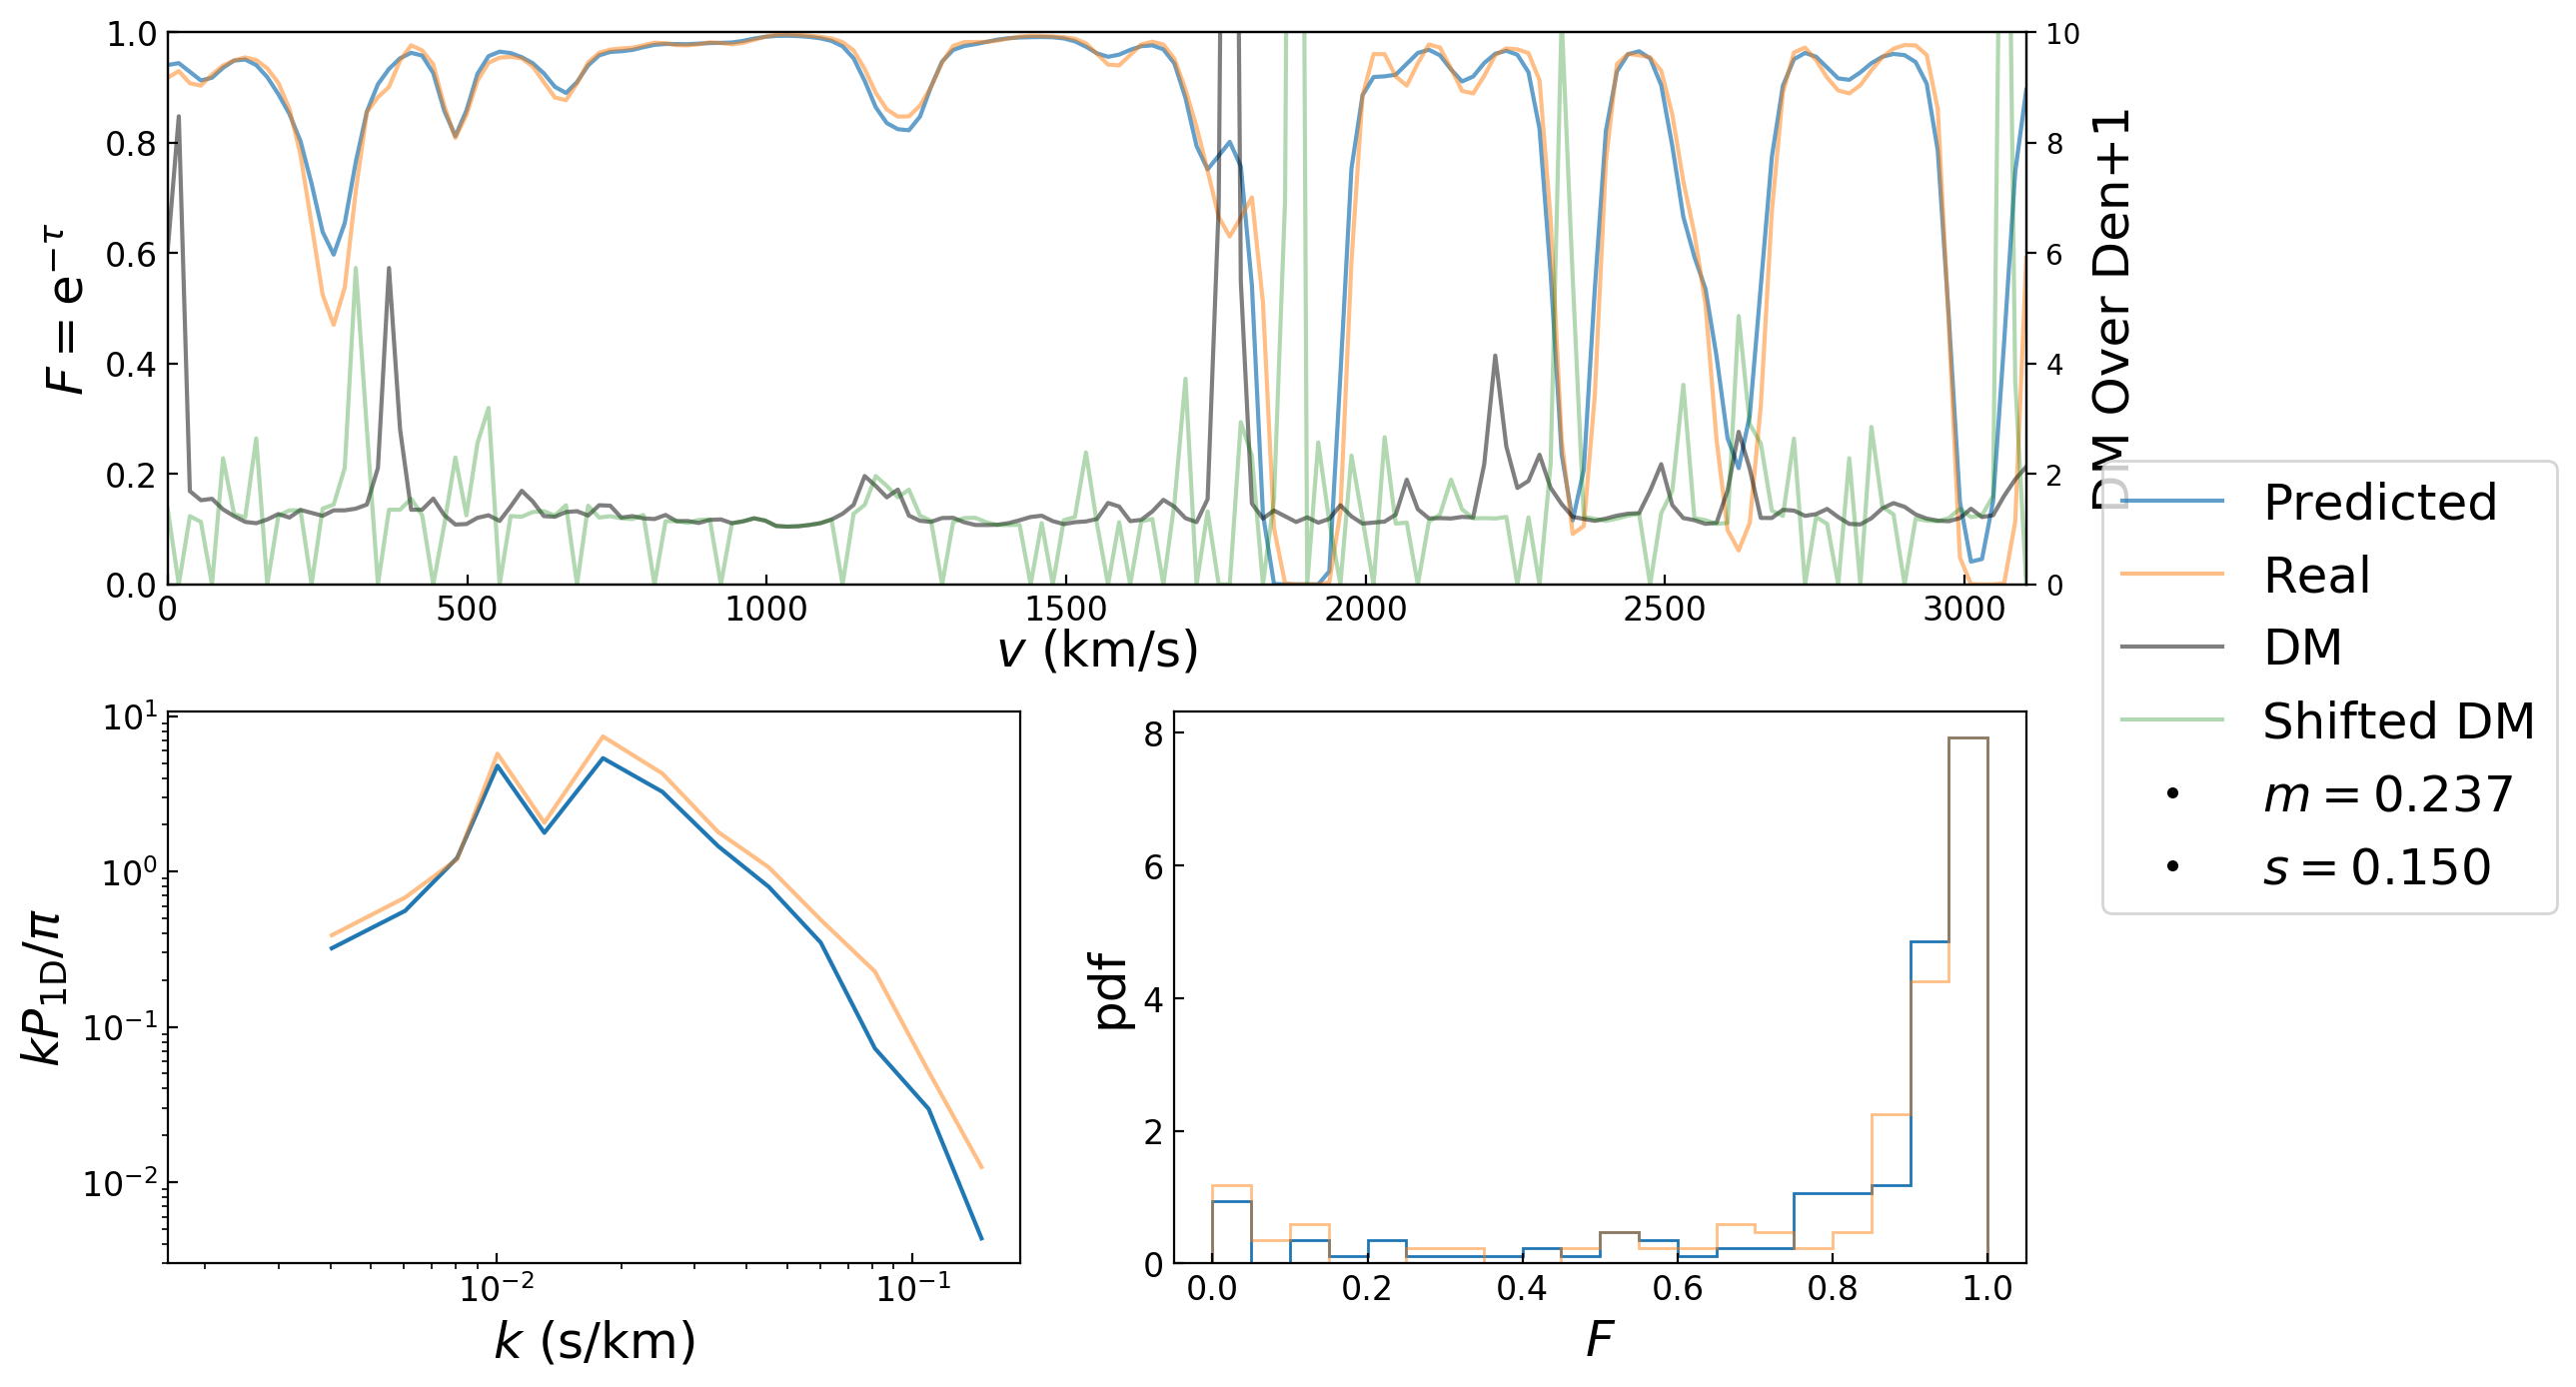 1.0
0.8
0.6
0.4
0.2
0.0
F = e^{−τ}
0
500
1000
1500
2000
2500
3000
v (km/s)
10
8
6
4
2
0
DM Over Den+1
Predicted
Real
DM
Shifted DM
m = 0.237
s = 0.150
10^1
10^0
10^{−1}
10^{−2}
kP_{1D}/π
10^{−2}
10^{−1}
k (s/km)
8
6
4
2
0
pdf
0.0
0.2
0.4
0.6
0.8
1.0
F